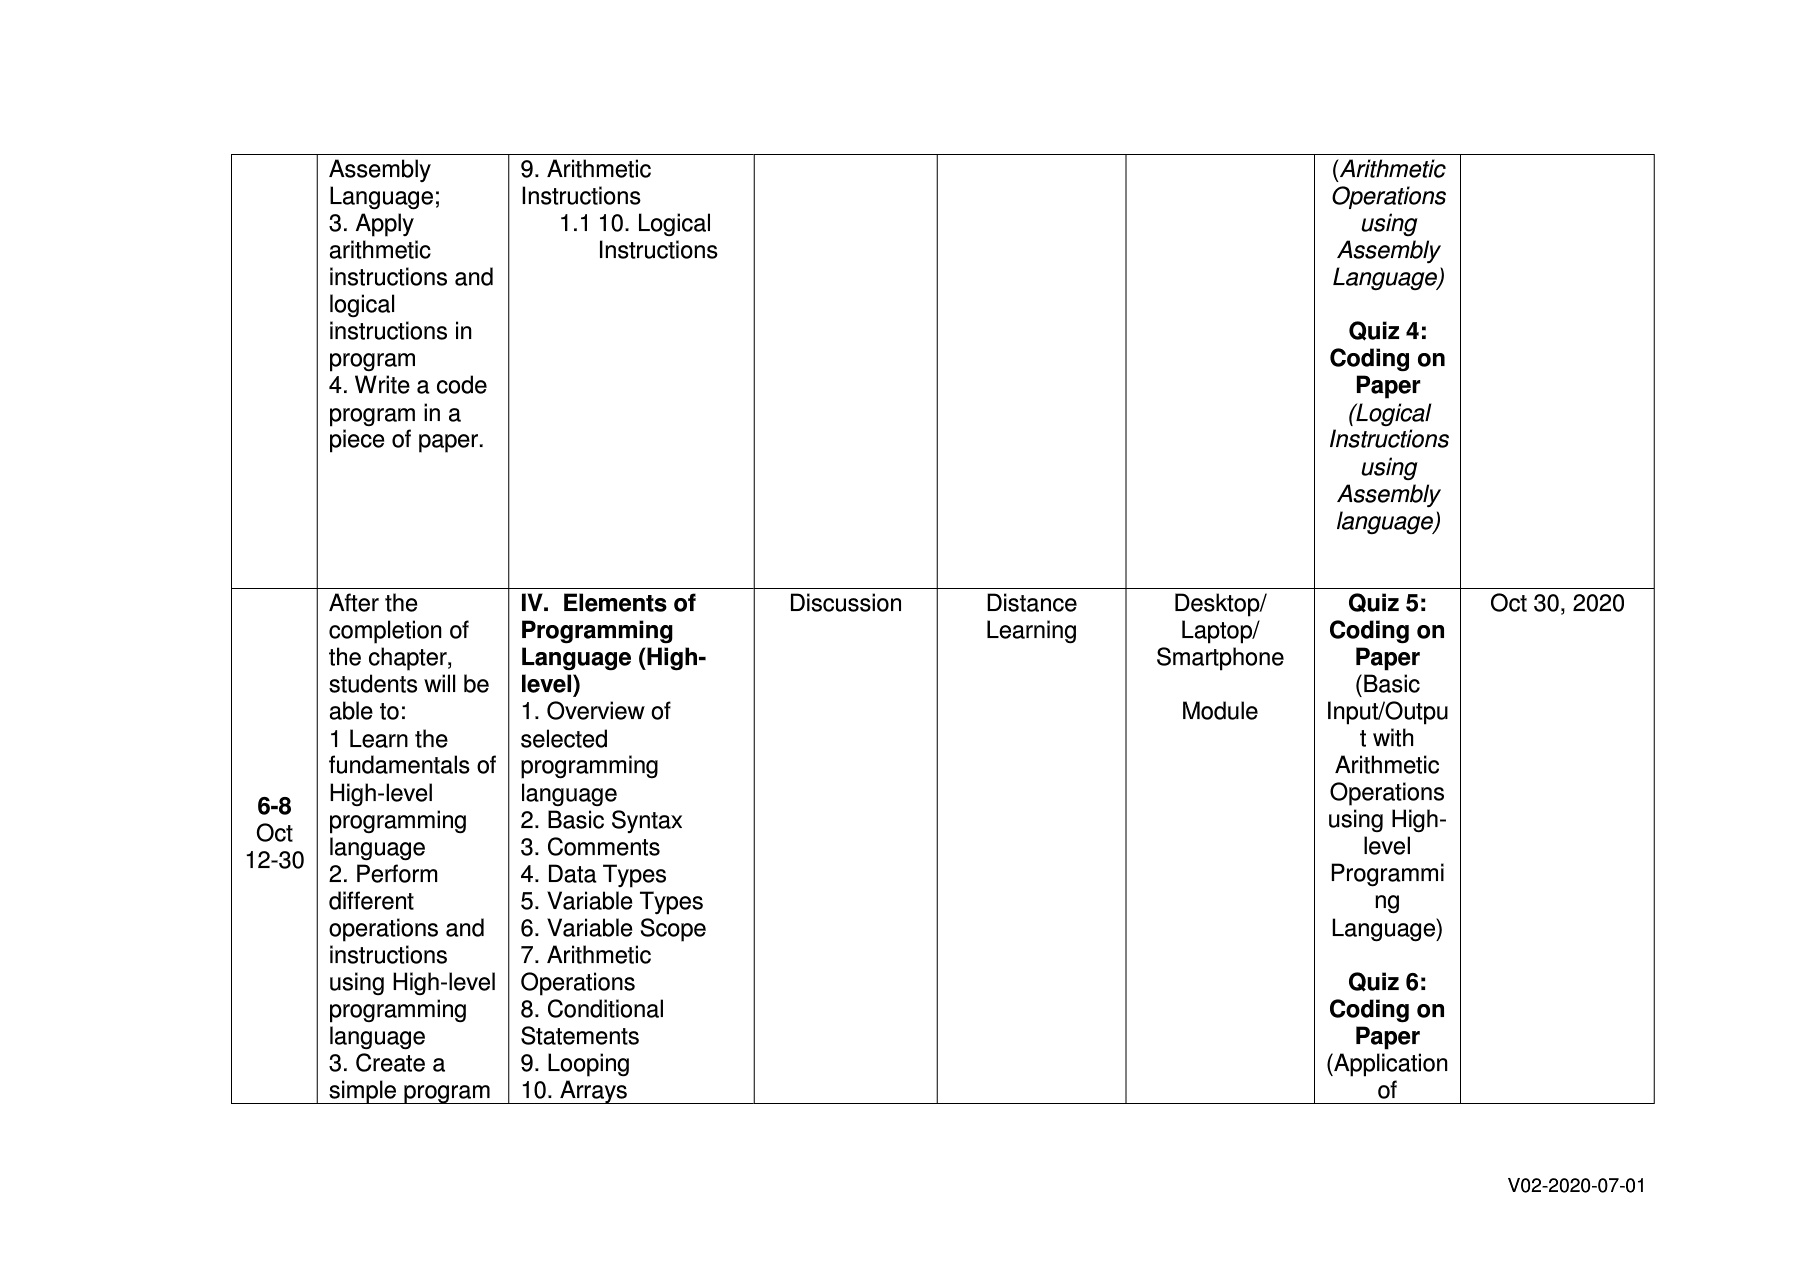 Assembly
Language;
3. Apply
arithmetic
instructions and
logical
instructions in
program
4. Write a code
program in a
piece of paper.
9. Arithmetic
Instructions
1.1 10. Logical
Instructions
(Arithmetic
Operations
using
Assembly
Language)
Quiz 4:
Coding on
Paper
(Logical
Instructions
using
Assembly
language)
6-8
Oct
12-30
After the
completion of
the chapter,
students will be
able to:
1 Learn the
fundamentals of
High-level
programming
language
2. Perform
different
operations and
instructions
using High-level
programming
language
3. Create a
simple program
IV.  Elements of
Programming
Language (High-
level)
1. Overview of
selected
programming
language
2. Basic Syntax
3. Comments
4. Data Types
5. Variable Types
6. Variable Scope
7. Arithmetic
Operations
8. Conditional
Statements
9. Looping
10. Arrays
Discussion
Distance
Learning
Desktop/
Laptop/
Smartphone
Module
Quiz 5:
Coding on
Paper
(Basic
Input/Outpu
t with
Arithmetic
Operations
using High-
level
Programmi
ng
Language)
Quiz 6:
Coding on
Paper
(Application
of
Oct 30, 2020
V02-2020-07-01